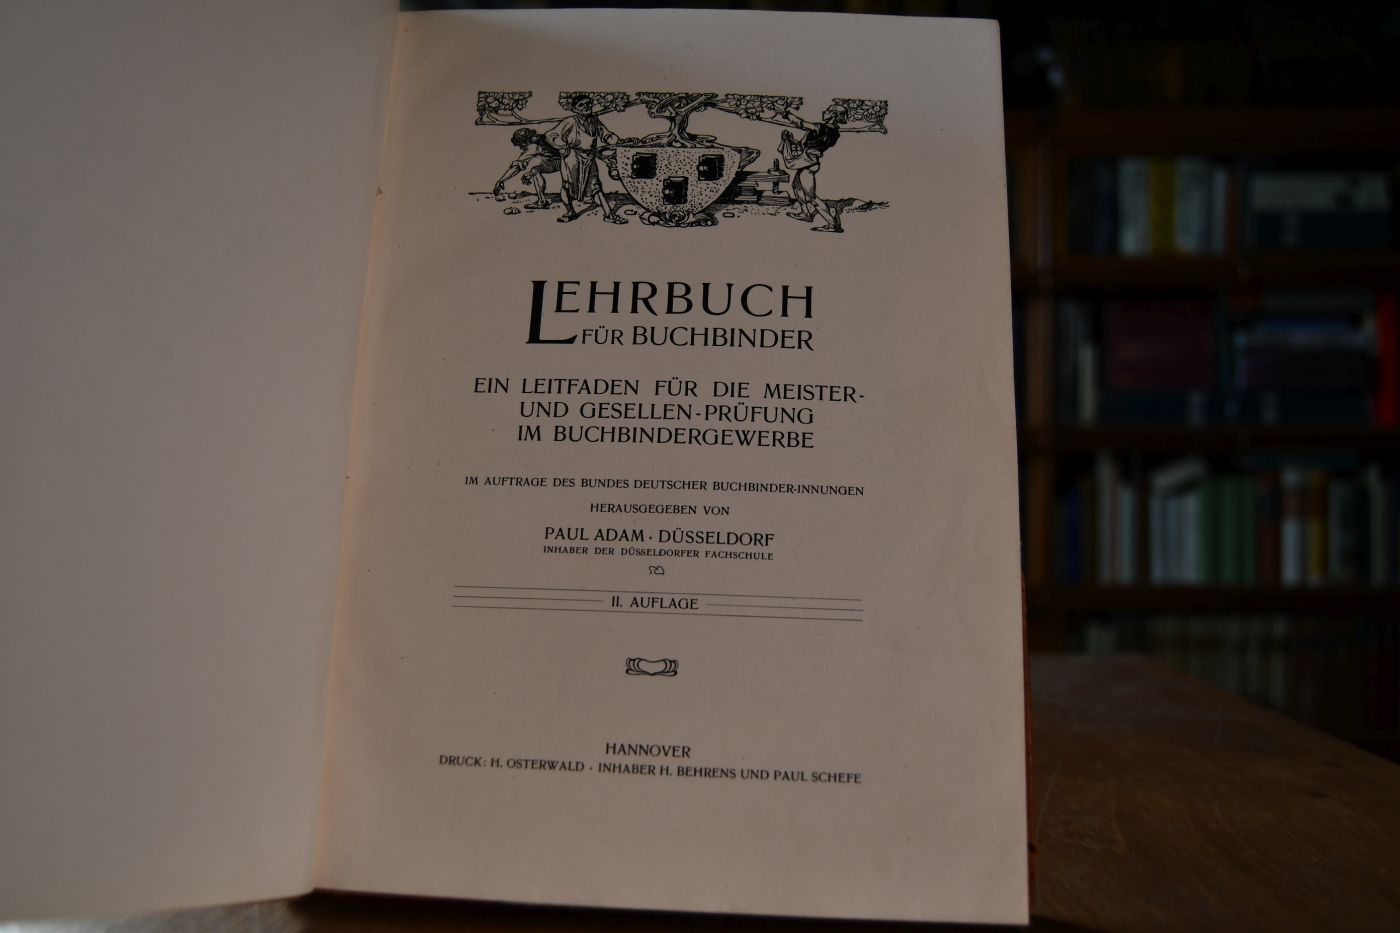 LEHRBUCH
FÜR BUCHBINDER
EIN LEITFADEN FÜR DIE MEISTER-
UND GESELLEN-PRÜFUNG
IM BUCHBINDERGEWERBE
IM AUFTRAGE DES BUNDES DEUTSCHER BUCHBINDER-INNUNGEN
HERAUSGEGEBEN VON
PAUL ADAM · DÜSSELDORF
INHABER DER DÜSSELDORFER FACHSCHULE
II. AUFLAGE
HANNOVER
DRUCK: H. OSTERWALD · INHABER H. BEHRENS UND PAUL SCHEFE